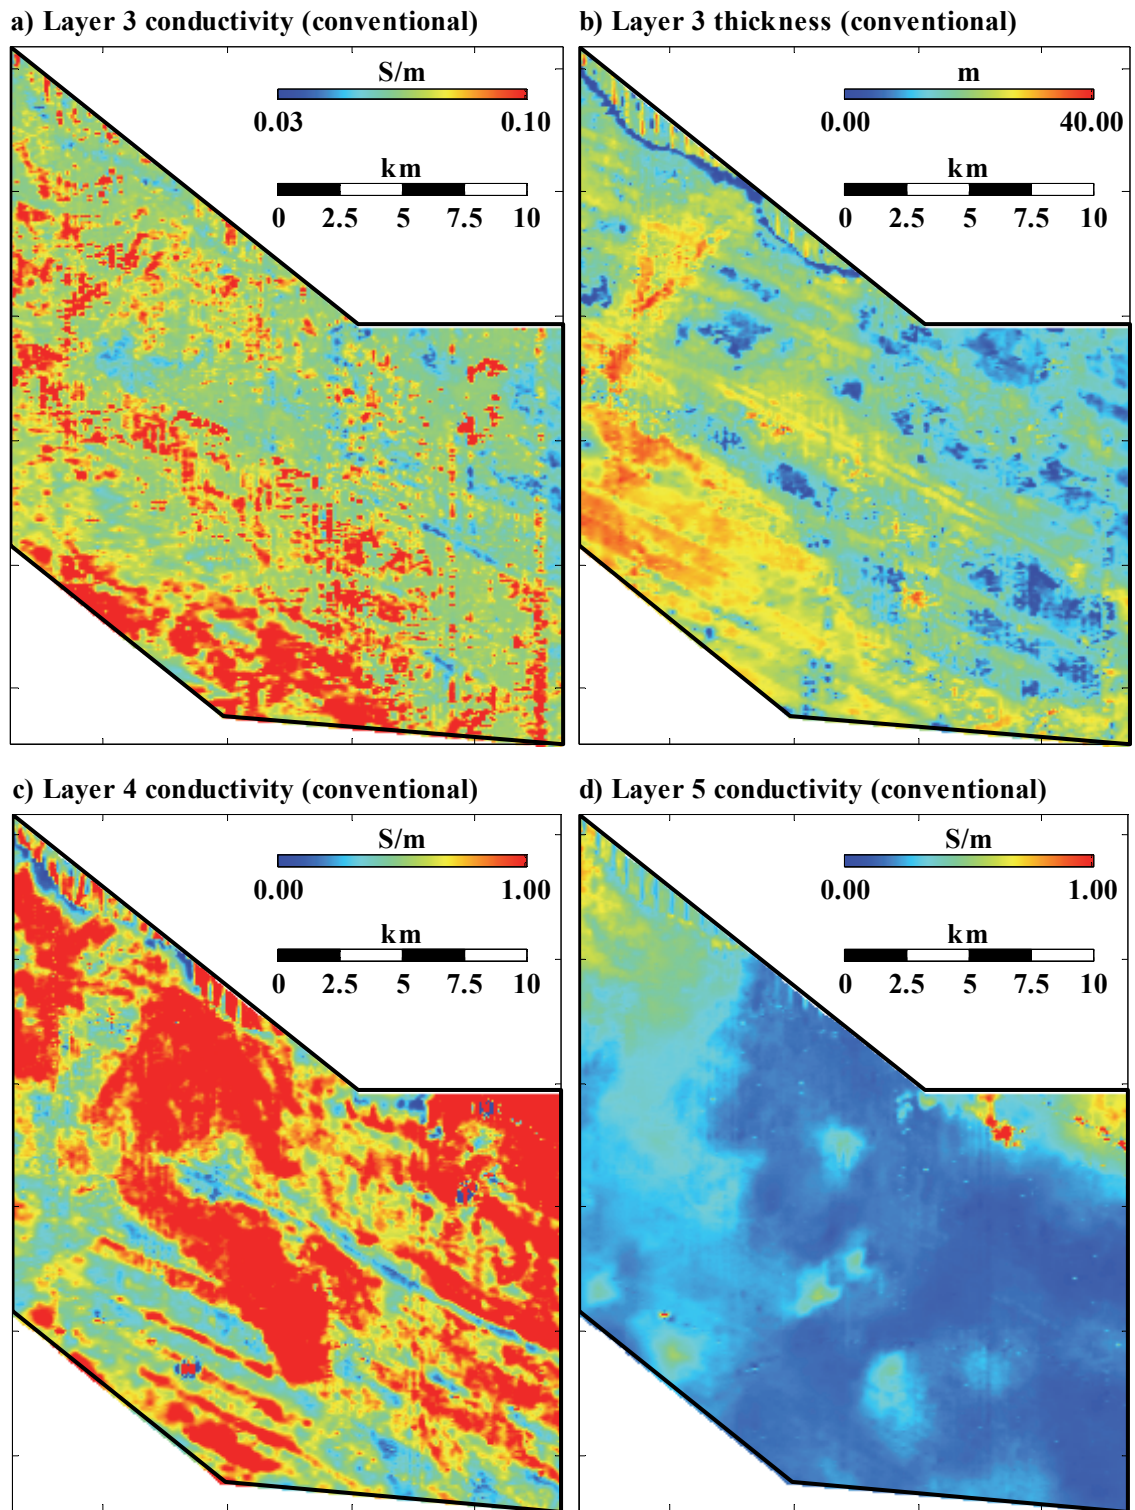 a) Layer 3 conductivity (conventional)
S/m
0.03 0.10
km
0 2.5 5 7.5 10
b) Layer 3 thickness (conventional)
m
0.00 40.00
km
0 2.5 5 7.5 10
c) Layer 4 conductivity (conventional)
S/m
0.00 1.00
km
0 2.5 5 7.5 10
d) Layer 5 conductivity (conventional)
S/m
0.00 1.00
km
0 2.5 5 7.5 10